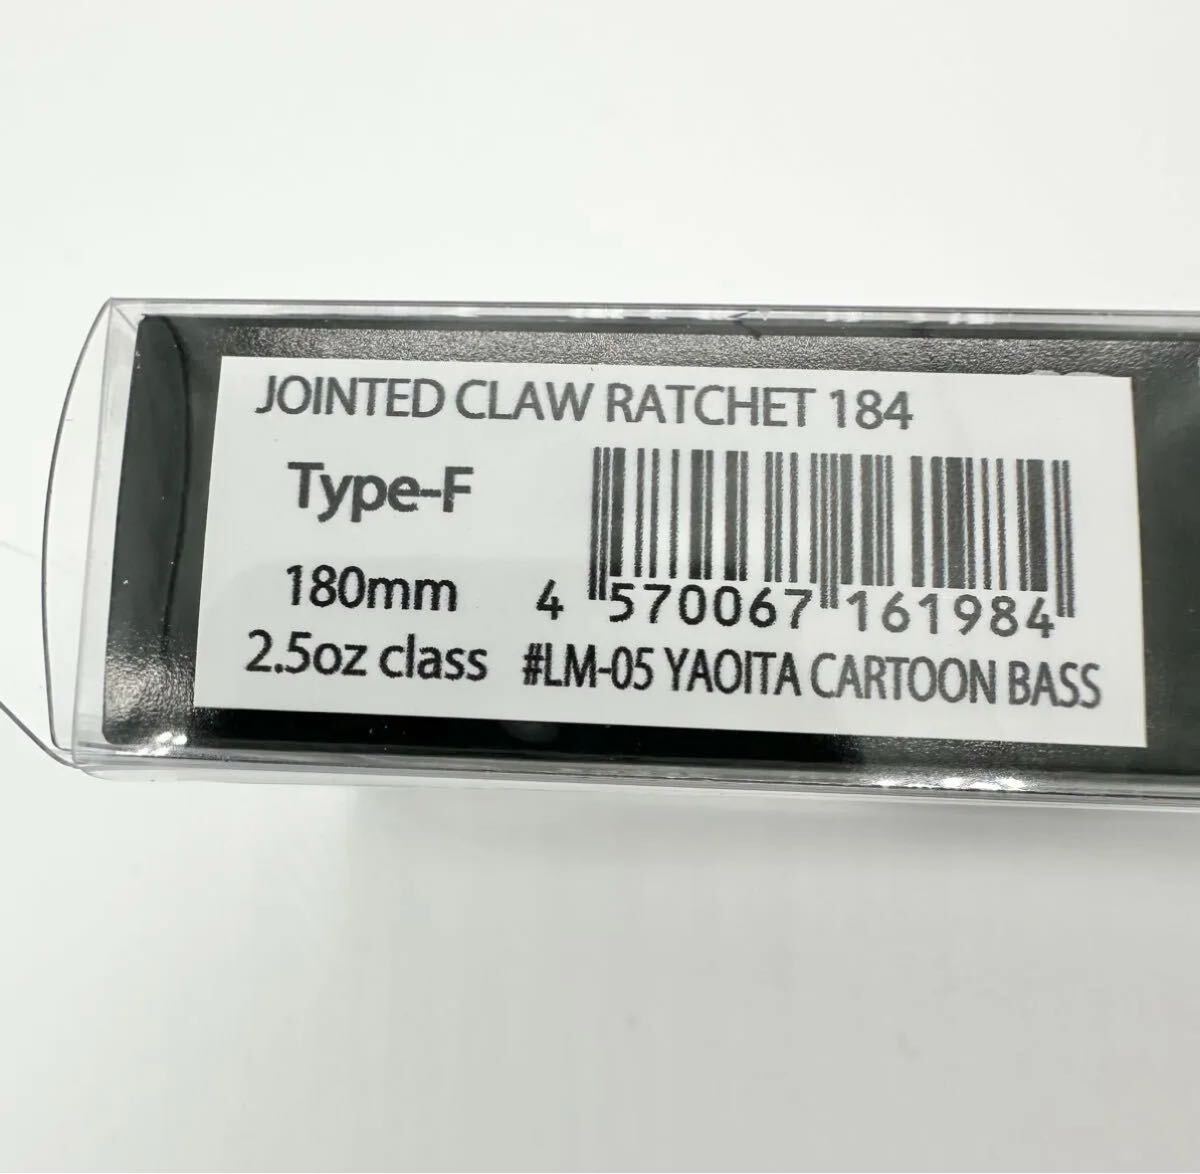 JOINTED CLAW RATCHET 184
Type-F
180mm
4 570067 161984
2.5oz class #LM-05 YAOITA CARTOON BASS